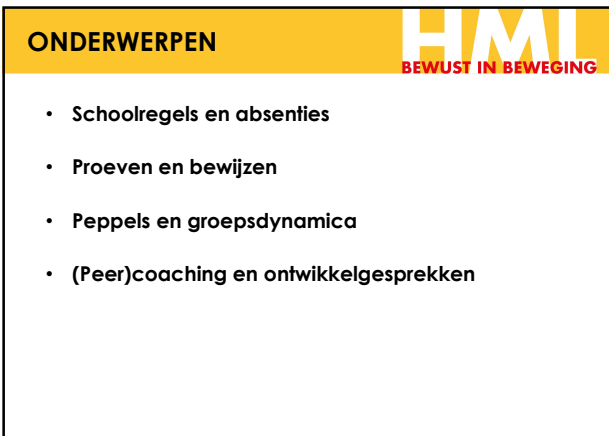 ONDERWERPEN
HML
BEWUST IN BEWEGING
• Schoolregels en absenties
• Proeven en bewijzen
• Peppels en groepsdynamica
• (Peer)coaching en ontwikkelgesprekken